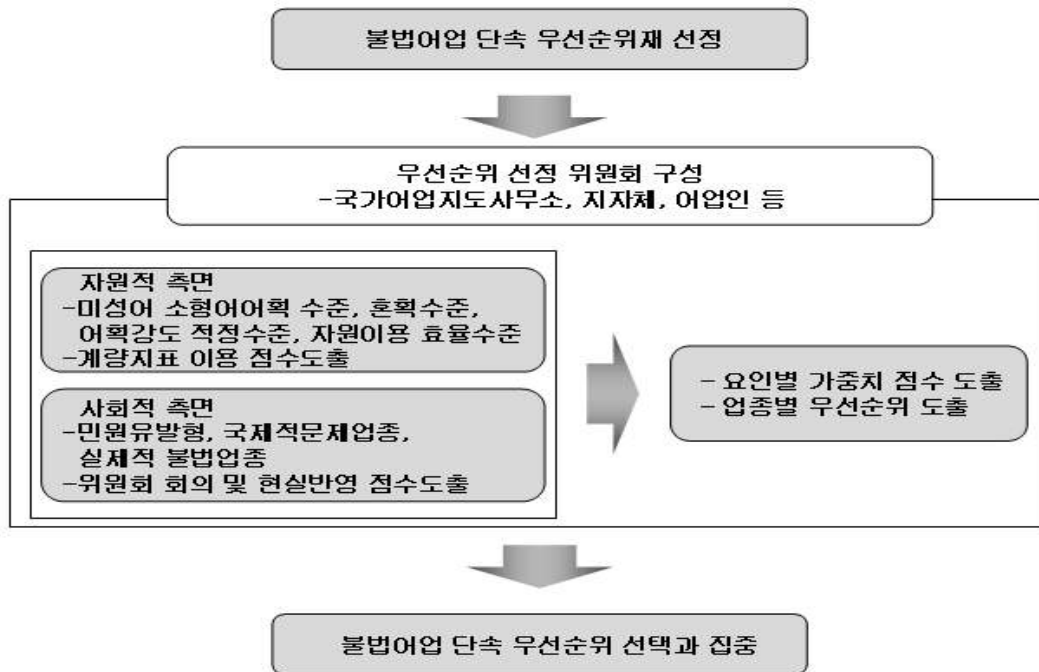 불법어업 단속 우선순위재 선정
우선순위 선정 위원회 구성
-국가어업지도사무소, 지자체, 어업인 등
자원적 측면
-미성어 소형어어획 수준, 혼획수준,
어획강도 적정수준, 자원이용 효율수준
-계량지표 이용 점수도출
사회적 측면
-민원유발형, 국제적문제업종,
실제적 불법업종
-위원회 회의 및 현실반영 점수도출
- 요인별 가중치 점수 도출
- 업종별 우선순위 도출
불법어업 단속 우선순위 선택과 집중